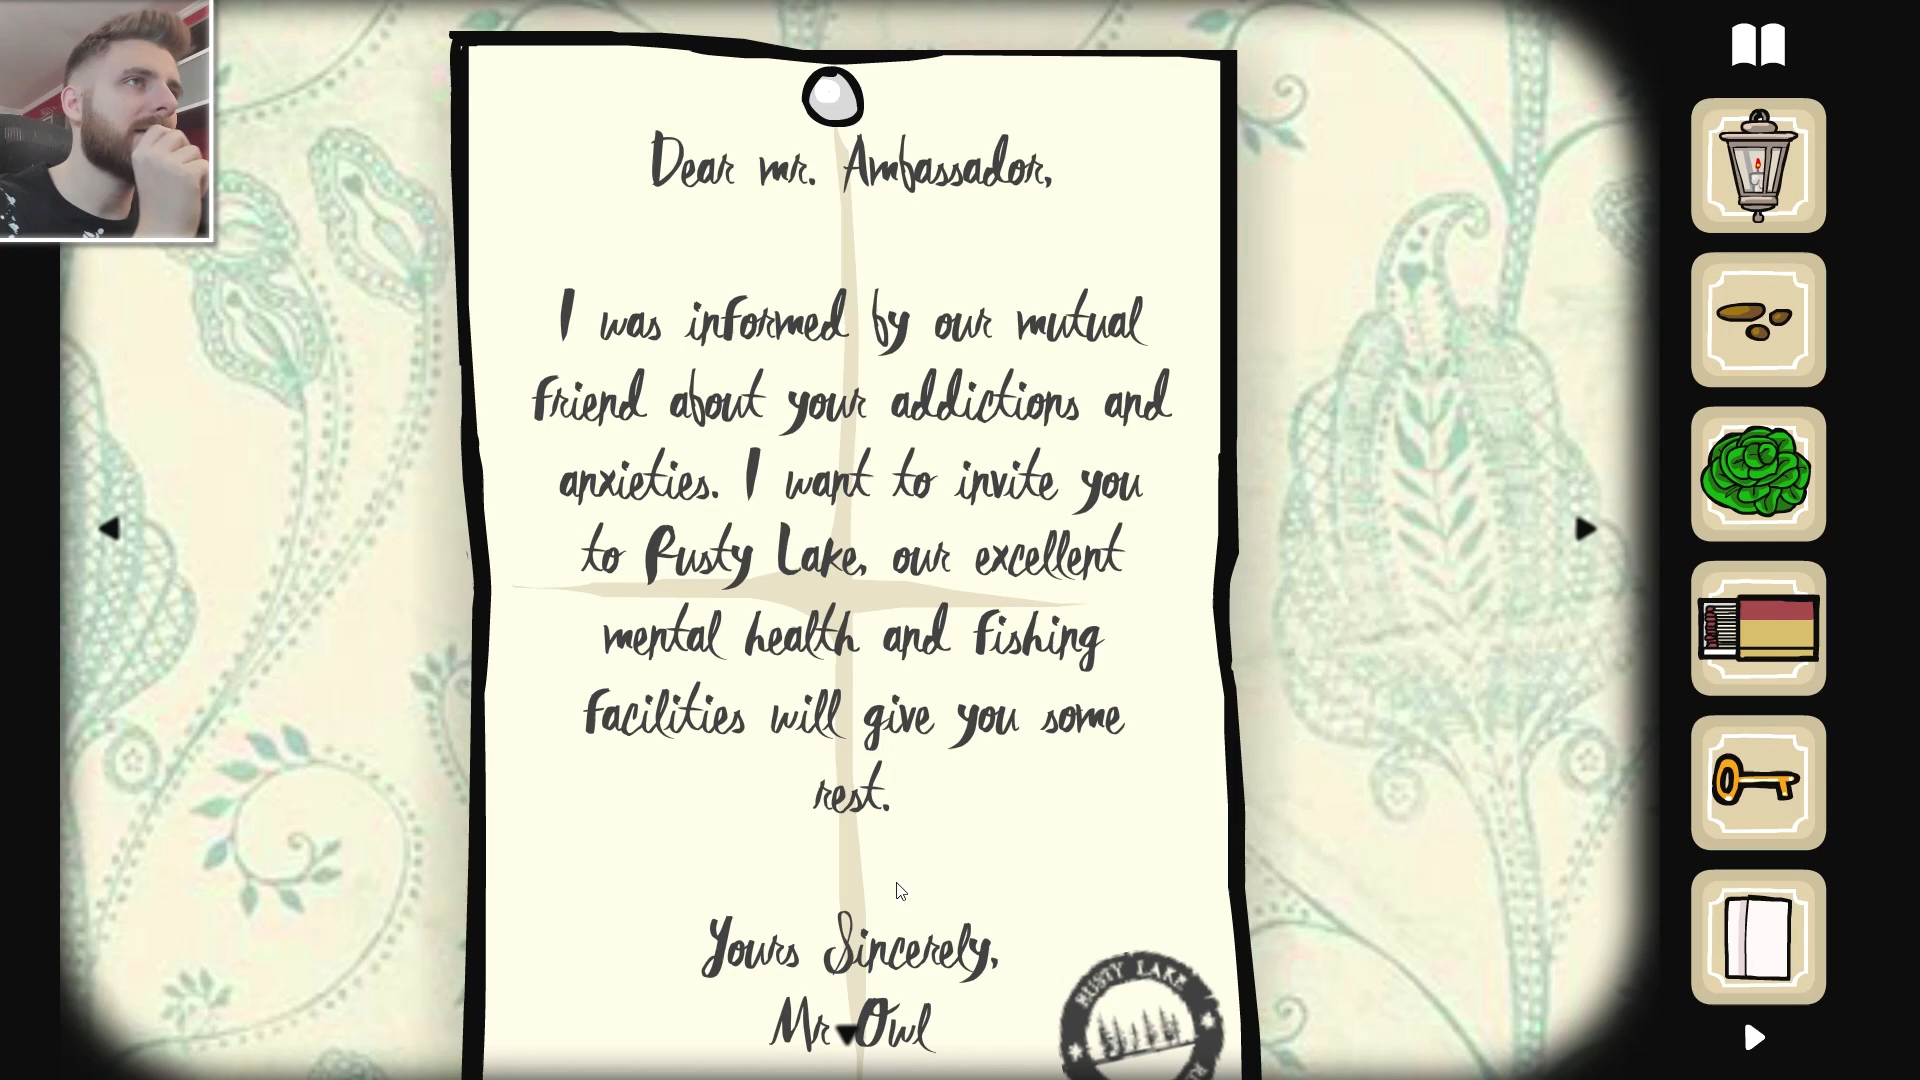 Dear mr. Ambassador,
I was informed by our mutual
friend about your addictions and
anxieties. I want to invite you
to Rusty Lake, our excellent
mental health and fishing
facilities will give you some
rest.
Yours Sincerely,
Mr Owl
RUSTY LAKE